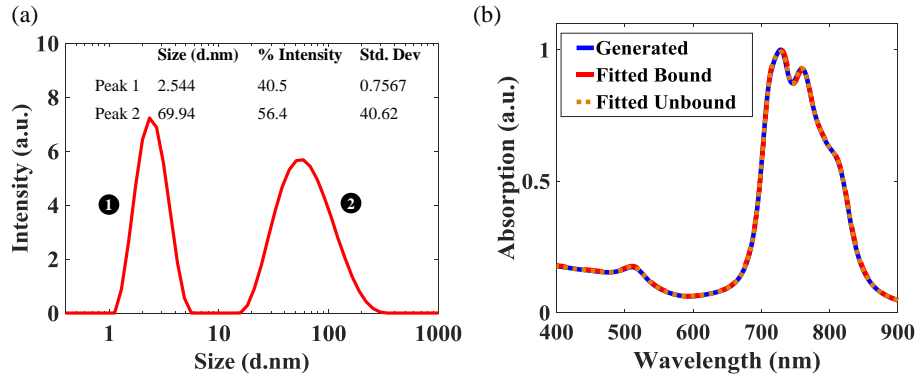 (a)
Size (d.nm) % Intensity Std. Dev
Peak 1 2.544 40.5 0.7567
Peak 2 69.94 56.4 40.62
10
8
6
4
2
0
Intensity (a.u.)
1
2
1 10 100 1000
Size (d.nm)
(b)
Generated
Fitted Bound
Fitted Unbound
1
0.5
0
Absorption (a.u.)
400 500 600 700 800 900
Wavelength (nm)